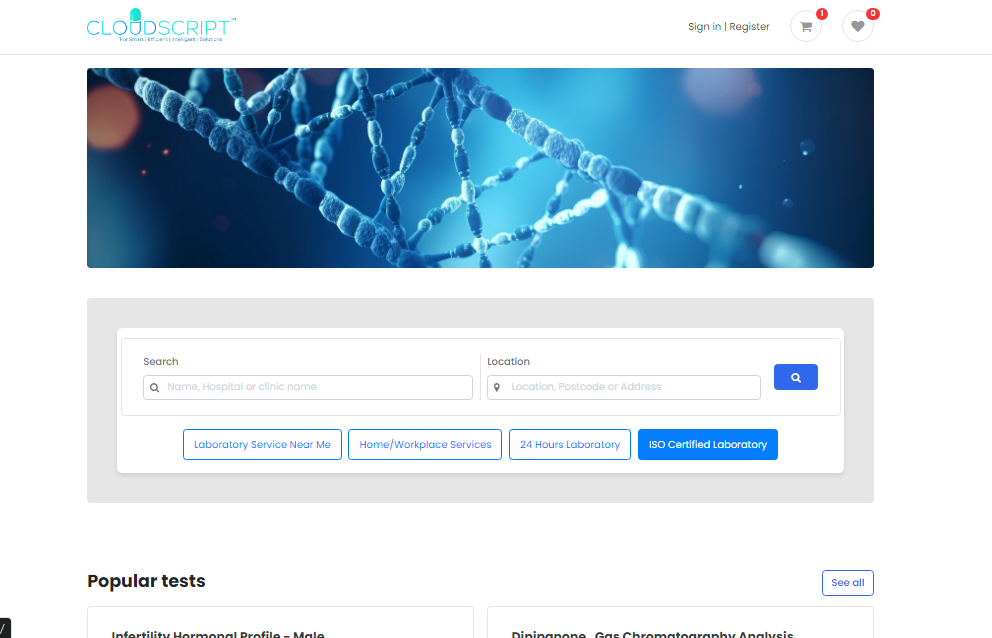 CLOUDSCRIPT™
For Smart | Efficient | Intelligent | Solutions
Sign in | Register
1
0
Search
Location
Name, Hospital or clinic name
Location, Postcode or Address
Laboratory Service Near Me
Home/Workplace Services
24 Hours Laboratory
ISO Certified Laboratory
Popular tests
See all
Infertility Hormonal Profile - Male
Dipipanone, Gas Chromatography Analysis
/